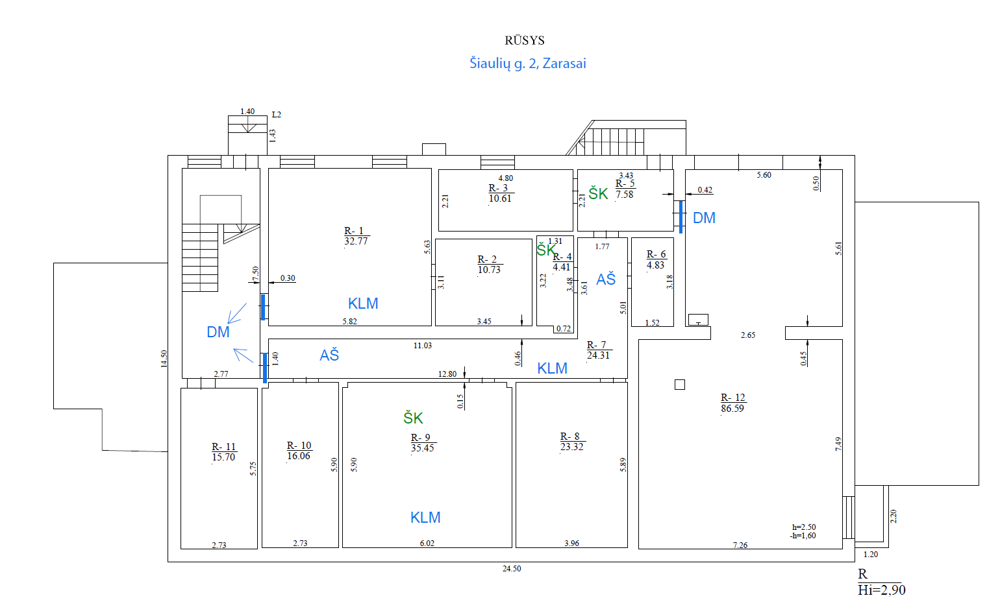 RŪSYS
Šiaulių g. 2, Zarasai
1.40
L2
1.43
4.80
R- 3
10.61
2.21
3.43
R- 5
7.58
ŠK
2.21
5.60
0.50
0.42
DM
R- 1
32.77
5.63
7.50
0.30
KLM
5.82
R- 2
10.73
3.11
3.45
1.31
ŠK
R- 4
4.41
3.22
3.48
0.72
1.77
AŠ
3.61
5.01
R- 6
4.83
3.18
1.52
5.61
2.65
DM
14.50
2.77
1.40
AŠ
11.03
12.80
0.46
KLM
R- 7
24.31
0.45
0.15
R- 12
86.59
7.49
h=2.50
-h=1,60
7.26
R- 11
15.70
5.75
2.73
R- 10
16.06
5.90
2.73
ŠK
R- 9
35.45
5.90
KLM
6.02
R- 8
23.32
5.89
3.96
2.20
1.20
24.50
R
Hi=2,90